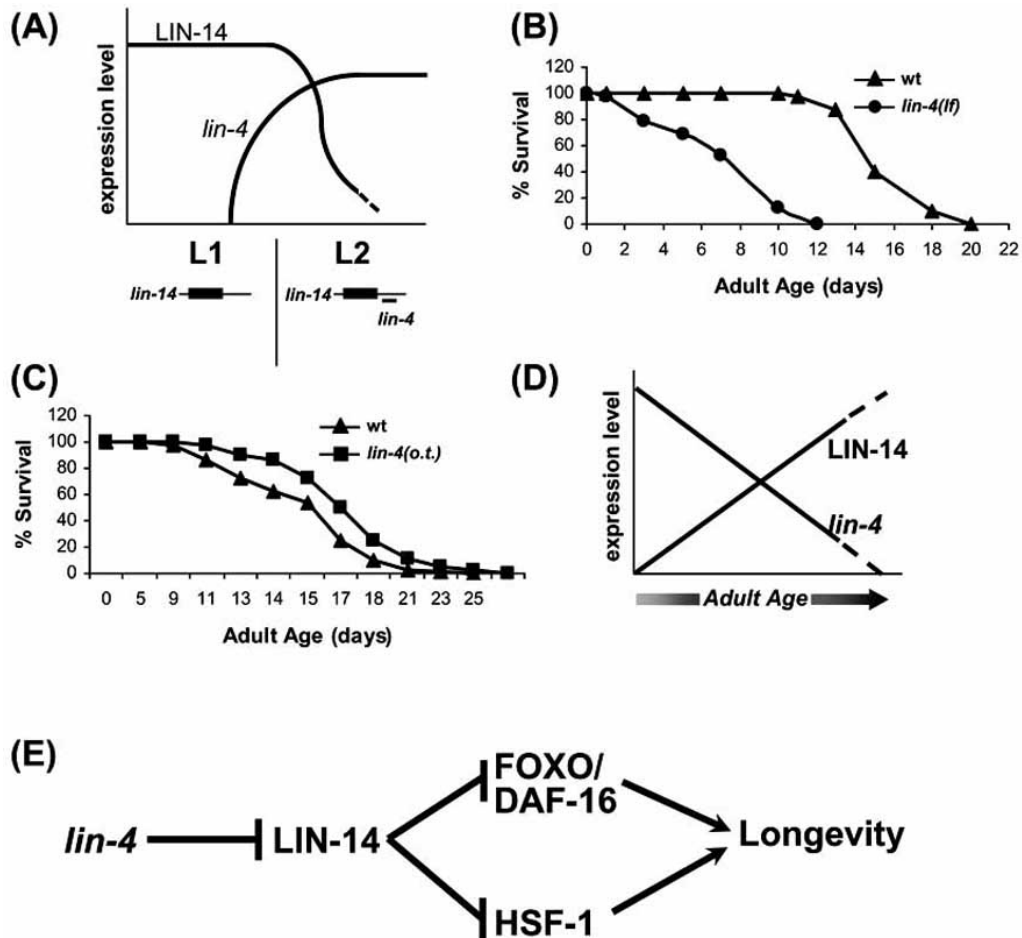 (A)
LIN-14
lin-4
expression level
L1
L2
lin-14
lin-14
lin-4
(B)
120
100
80
60
40
20
0
% Survival
wt
lin-4(lf)
0 2 4 6 8 10 12 14 16 18 20 22
Adult Age (days)
(C)
120
100
80
60
40
20
0
% Survival
wt
lin-4(o.t.)
0 5 9 11 13 14 15 17 18 21 23 25
Adult Age (days)
(D)
expression level
LIN-14
lin-4
Adult Age
(E)
lin-4
LIN-14
FOXO/
DAF-16
HSF-1
Longevity